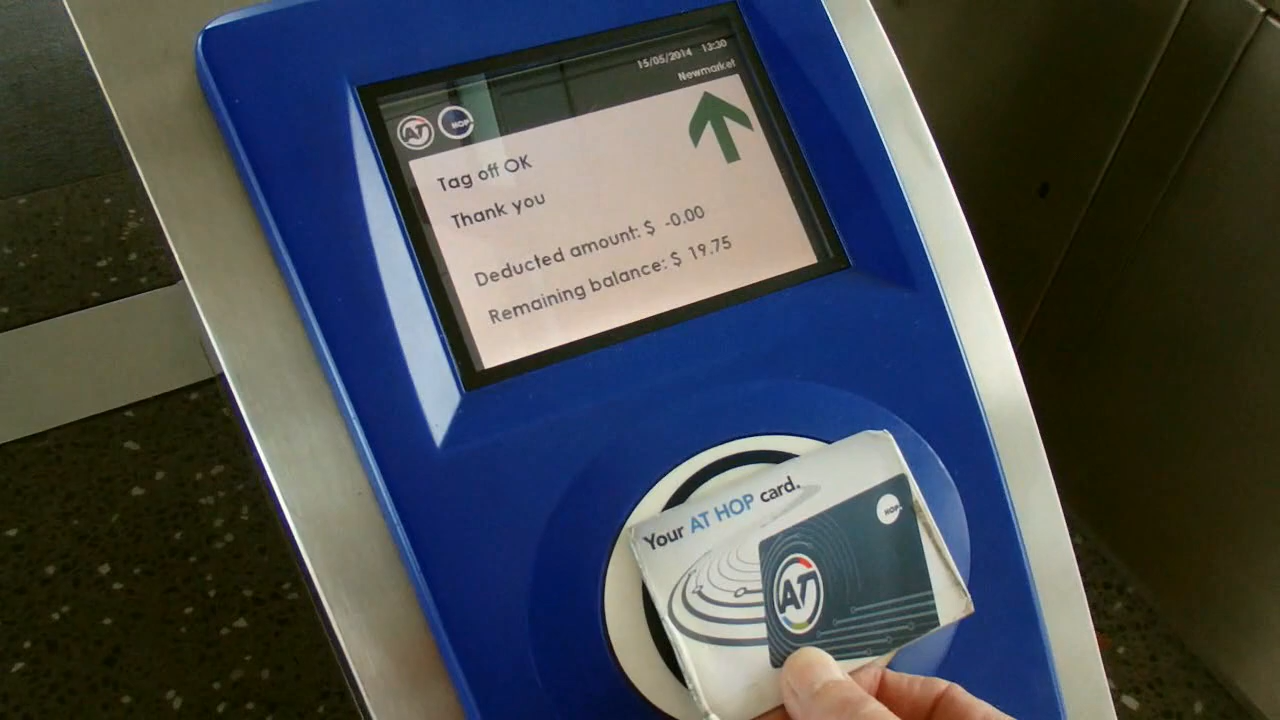 15/05/2014 13:30
Newmarket
AT HOP
Tag off OK
Thank you
Deducted amount: $ -0.00
Remaining balance: $ 19.75
Your AT HOP card.
HOP
AT